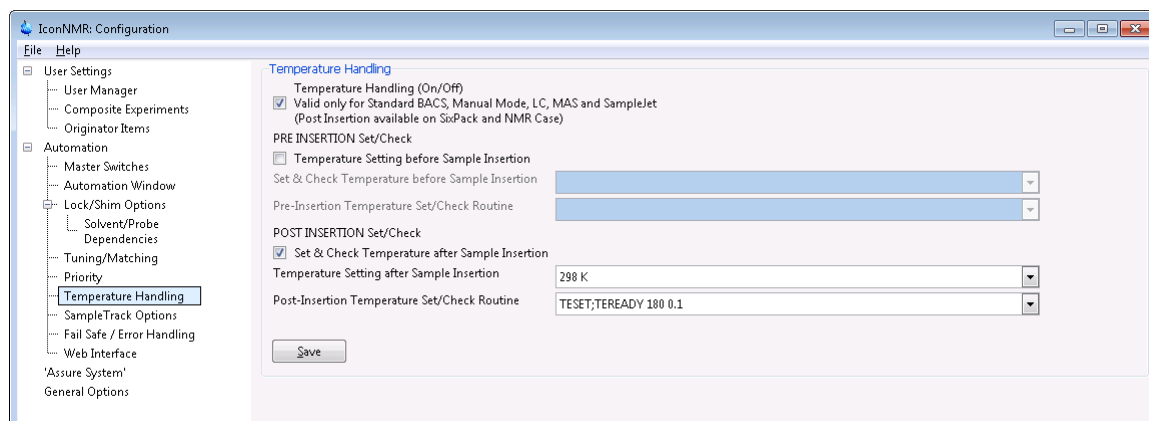 IconNMR: Configuration
File Help
User Settings
User Manager
Composite Experiments
Originator Items
Automation
Master Switches
Automation Window
Lock/Shim Options
Solvent/Probe
Dependencies
Tuning/Matching
Priority
Temperature Handling
SampleTrack Options
Fail Safe / Error Handling
Web Interface
'Assure System'
General Options
Temperature Handling
Temperature Handling (On/Off)
Valid only for Standard BACS, Manual Mode, LC, MAS and SampleJet
(Post Insertion available on SixPack and NMR Case)
PRE INSERTION Set/Check
Temperature Setting before Sample Insertion
Set & Check Temperature before Sample Insertion
Pre-Insertion Temperature Set/Check Routine
POST INSERTION Set/Check
Set & Check Temperature after Sample Insertion
Temperature Setting after Sample Insertion 298 K
Post-Insertion Temperature Set/Check Routine TESET;TEREADY 180 0.1
Save